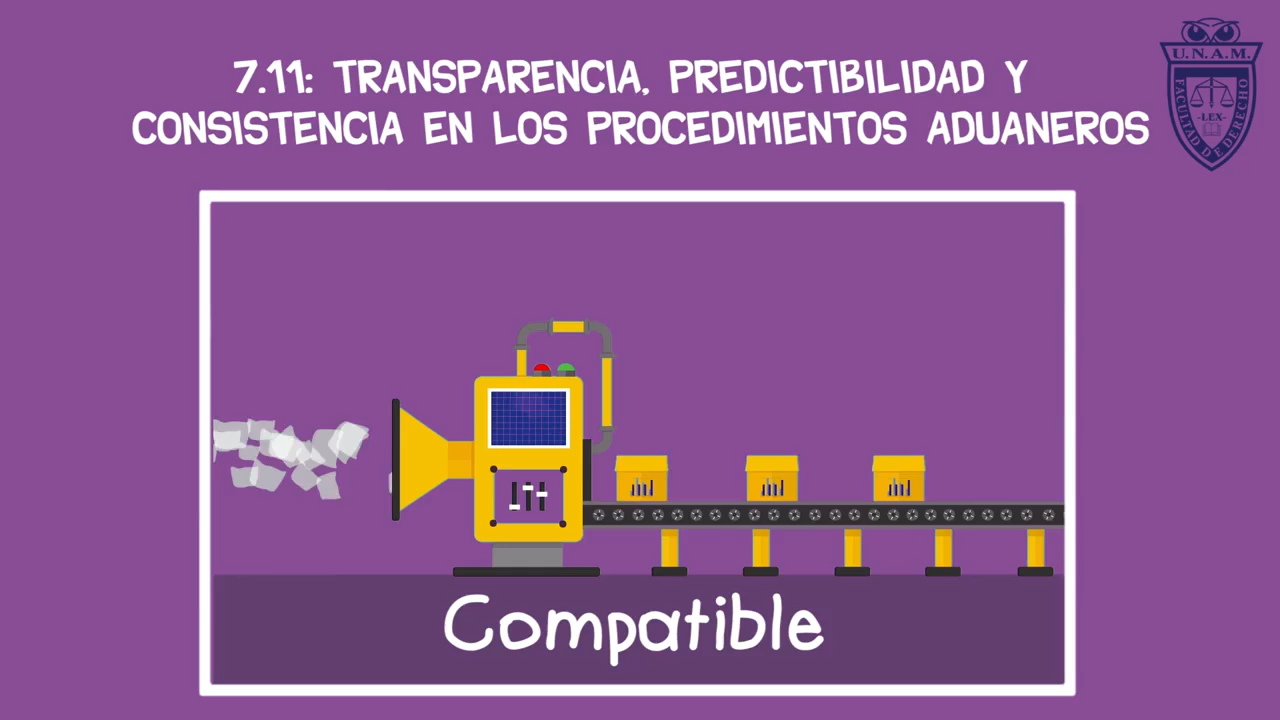 7.11: TRANSPARENCIA, PREDICTIBILIDAD Y
CONSISTENCIA EN LOS PROCEDIMIENTOS ADUANEROS
U.N.A.M.
FACULTAD DE DERECHO
-LEX-
Compatible